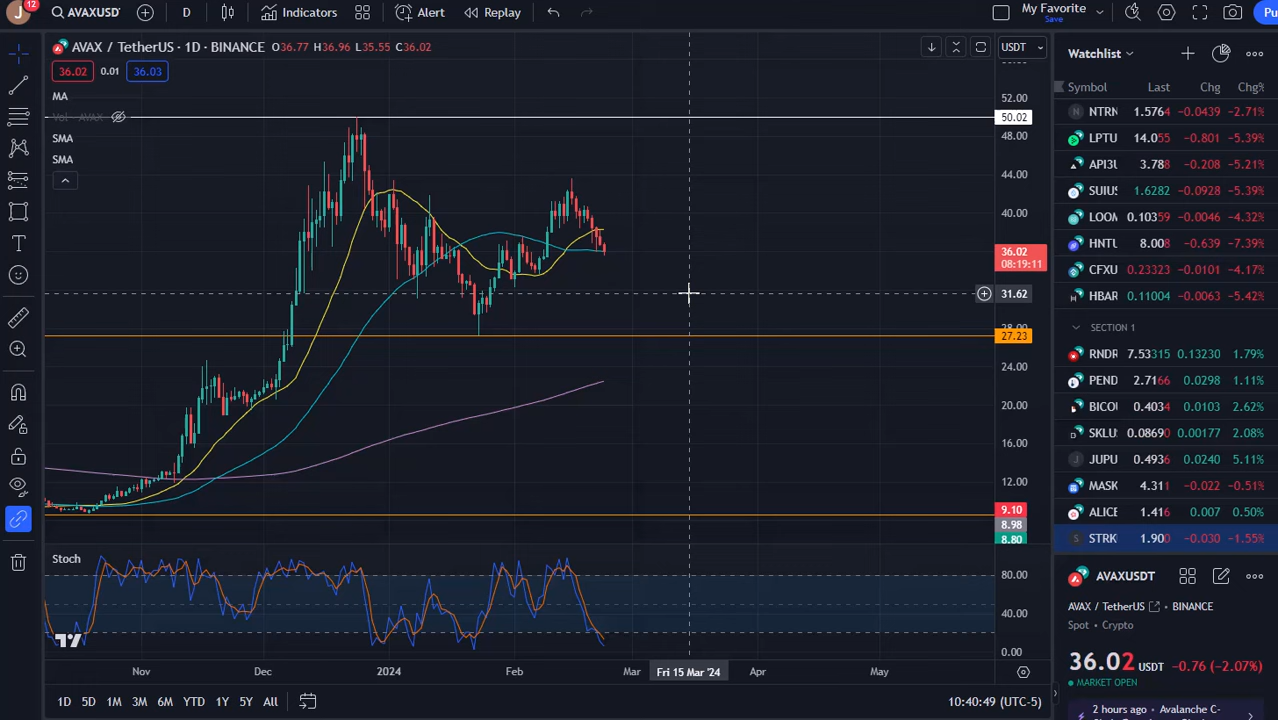 J 12 AVAXUSD D Indicators Alert Replay My Favorite Save Pu
AVAX / TetherUS · 1D · BINANCE O36.77 H36.96 L35.55 C36.02 USDT
36.02 0.01 36.03
MA
Vol · AVAX
SMA
SMA
52.00
50.02
48.00
44.00
40.00
36.02
08:19:11
31.62
28.00
27.23
24.00
20.00
16.00
12.00
9.10
8.98
8.80
Stoch
80.00
40.00
0.00
Nov Dec 2024 Feb Mar Fri 15 Mar '24 Apr May
1D 5D 1M 3M 6M YTD 1Y 5Y All 10:40:49 (UTC-5)
Watchlist
Symbol Last Chg Chg%
NTRN 1.5764 -0.0439 -2.71%
LPTU 14.055 -0.801 -5.39%
API3U 3.788 -0.208 -5.21%
SUIUS 1.6282 -0.0928 -5.39%
LOOM 0.10359 -0.0046 -4.32%
HNTU 8.008 -0.639 -7.39%
CFXU 0.23323 -0.0101 -4.17%
HBAR 0.11004 -0.0063 -5.42%
SECTION 1
RNDR 7.53315 0.13230 1.79%
PEND 2.7166 0.0298 1.11%
BICOU 0.4034 0.0103 2.62%
SKLUS 0.08690 0.00177 2.08%
JUPU 0.4936 0.0240 5.11%
MASK 4.311 -0.022 -0.51%
ALICE 1.416 0.007 0.50%
STRK 1.900 -0.030 -1.55%
AVAXUSDT
AVAX / TetherUS · BINANCE
Spot · Crypto
36.02 USDT -0.76 (-2.07%)
MARKET OPEN
2 hours ago · Avalanche C-